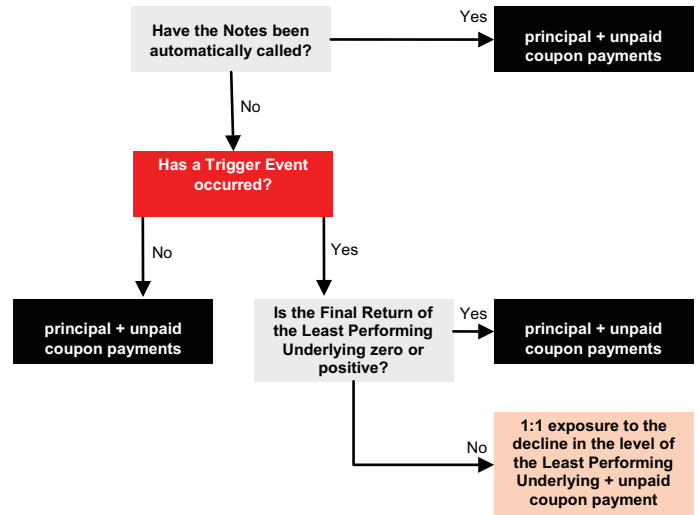 Have the Notes been
automatically called?
Yes
principal + unpaid
coupon payments
No
Has a Trigger Event
occurred?
No
Yes
principal + unpaid
coupon payments
Is the Final Return of
the Least Performing
Underlying zero or
positive?
Yes
principal + unpaid
coupon payments
No
1:1 exposure to the
decline in the level of
the Least Performing
Underlying + unpaid
coupon payment